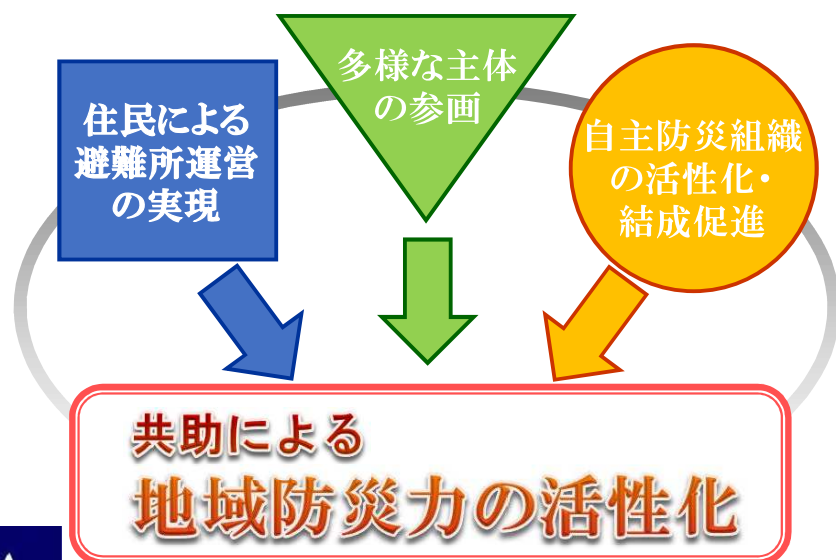 住民による
避難所運営
の実現
多様な主体
の参画
自主防災組織
の活性化・
結成促進
共助による
地域防災力の活性化